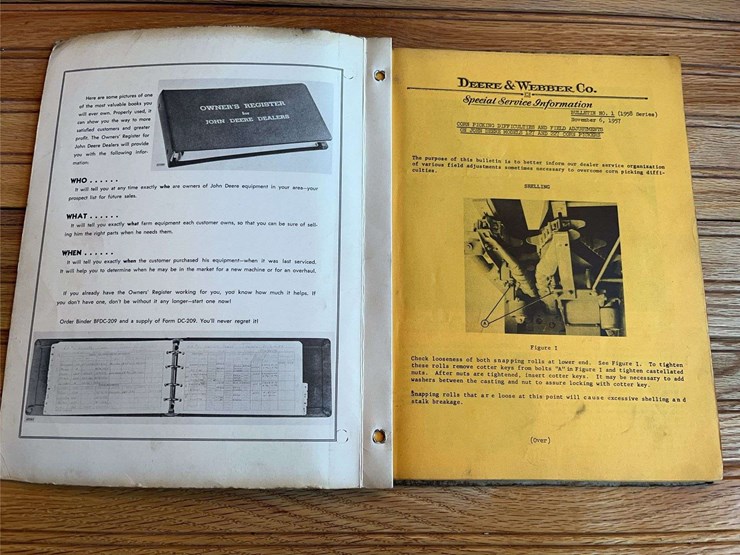 Here are some pictures of one
of the most valuable books you
will ever own. Properly used, it
can show you the way to more
satisfied customers and greater
profit. The Owners' Register for
John Deere Dealers will provide
you with the following infor-
mation:
OWNER'S REGISTER
for
JOHN DEERE DEALERS
WHO . . . . . .
It will tell you at any time exactly who are owners of John Deere equipment in your area—your
prospect list for future sales.
WHAT . . . . . .
It will tell you exactly what farm equipment each customer owns, so that you can be sure of sell-
ing him the right parts when he needs them.
WHEN . . . . . .
It will tell you exactly when the customer purchased his equipment—when it was last serviced.
It will help you to determine when he may be in the market for a new machine or for an overhaul.
If you already have the Owners' Register working for you, you know how much it helps. If
you don't have one, don't be without it any longer—start one now!
Order Binder BFDC-209 and a supply of Form DC-209. You'll never regret it!
DEERE & WEBBER CO.
Special Service Information
BULLETIN NO. 1 (1958 Series)
November 6, 1957
CORN PICKING DIFFICULTIES AND FIELD ADJUSTMENTS
ON JOHN DEERE MODELS 127 AND 227 CORN PICKERS
The purpose of this bulletin is to better inform our dealer service organization
of various field adjustments sometimes necessary to overcome corn picking diffi-
culties.
SHELLING
A
Figure 1
Check looseness of both snapping rolls at lower end. See Figure 1. To tighten
these rolls remove cotter keys from bolts "A" in Figure 1 and tighten castellated
nuts. After nuts are tightened, insert cotter keys. It may be necessary to add
washers between the casting and nut to assure locking with cotter key.
Snapping rolls that are loose at this point will cause excessive shelling and
stalk breakage.
(Over)